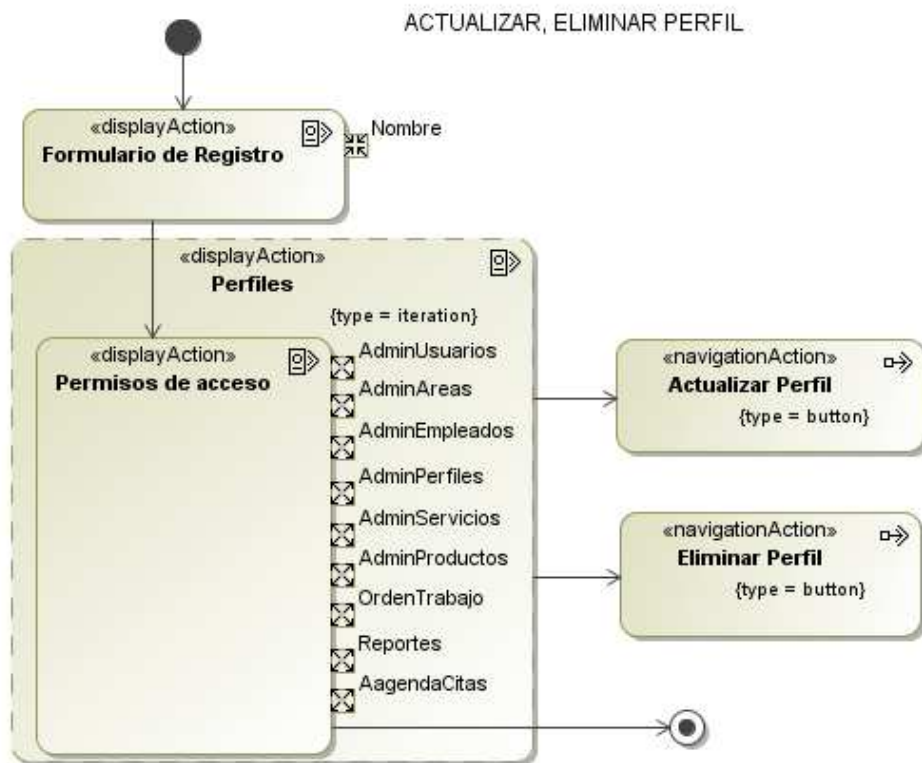 ACTUALIZAR, ELIMINAR PERFIL
«displayAction»
Formulario de Registro
Nombre
«displayAction»
Perfiles
{type = iteration}
«displayAction»
Permisos de acceso
AdminUsuarios
AdminAreas
AdminEmpleados
AdminPerfiles
AdminServicios
AdminProductos
OrdenTrabajo
Reportes
AagendaCitas
«navigationAction»
Actualizar Perfil
{type = button}
«navigationAction»
Eliminar Perfil
{type = button}